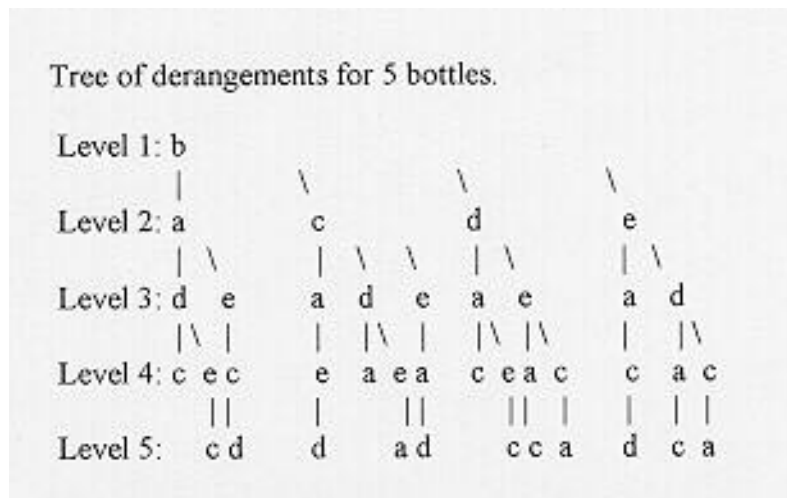 Tree of derangements for 5 bottles.
Level 1: b
| \ \ \
Level 2: a c d e
| \ | \ \ | \ | \
Level 3: d e a d e a e a d
|\ | | |\ | |\ |\ | |\
Level 4: c e c e a e a c e a c c a c
|| | || || | | | |
Level 5: c d d a d c c a d c a